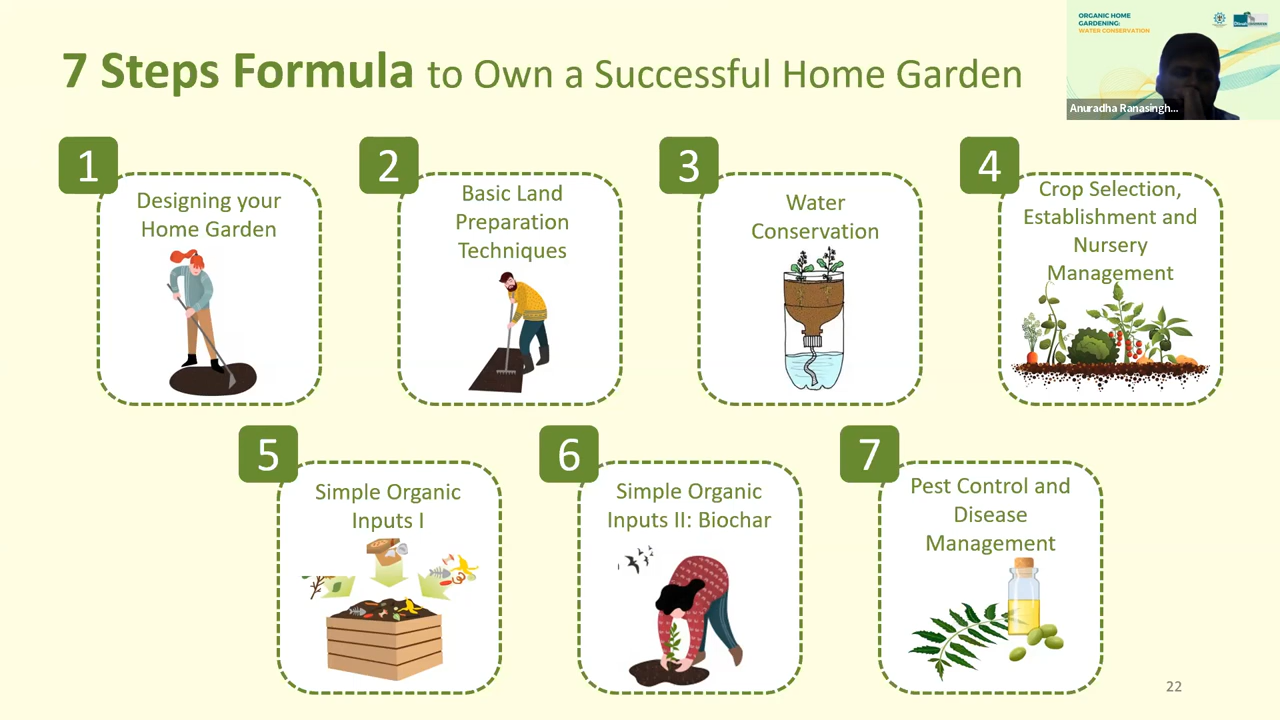 7 Steps Formula to Own a Successful Home Garden
ORGANIC HOME
GARDENING:
WATER CONSERVATION
Anuradha Ranasingh...
1
Designing your
Home Garden
2
Basic Land
Preparation
Techniques
3
Water
Conservation
4
Crop Selection,
Establishment and
Nursery
Management
5
Simple Organic
Inputs I
6
Simple Organic
Inputs II: Biochar
7
Pest Control and
Disease
Management
22